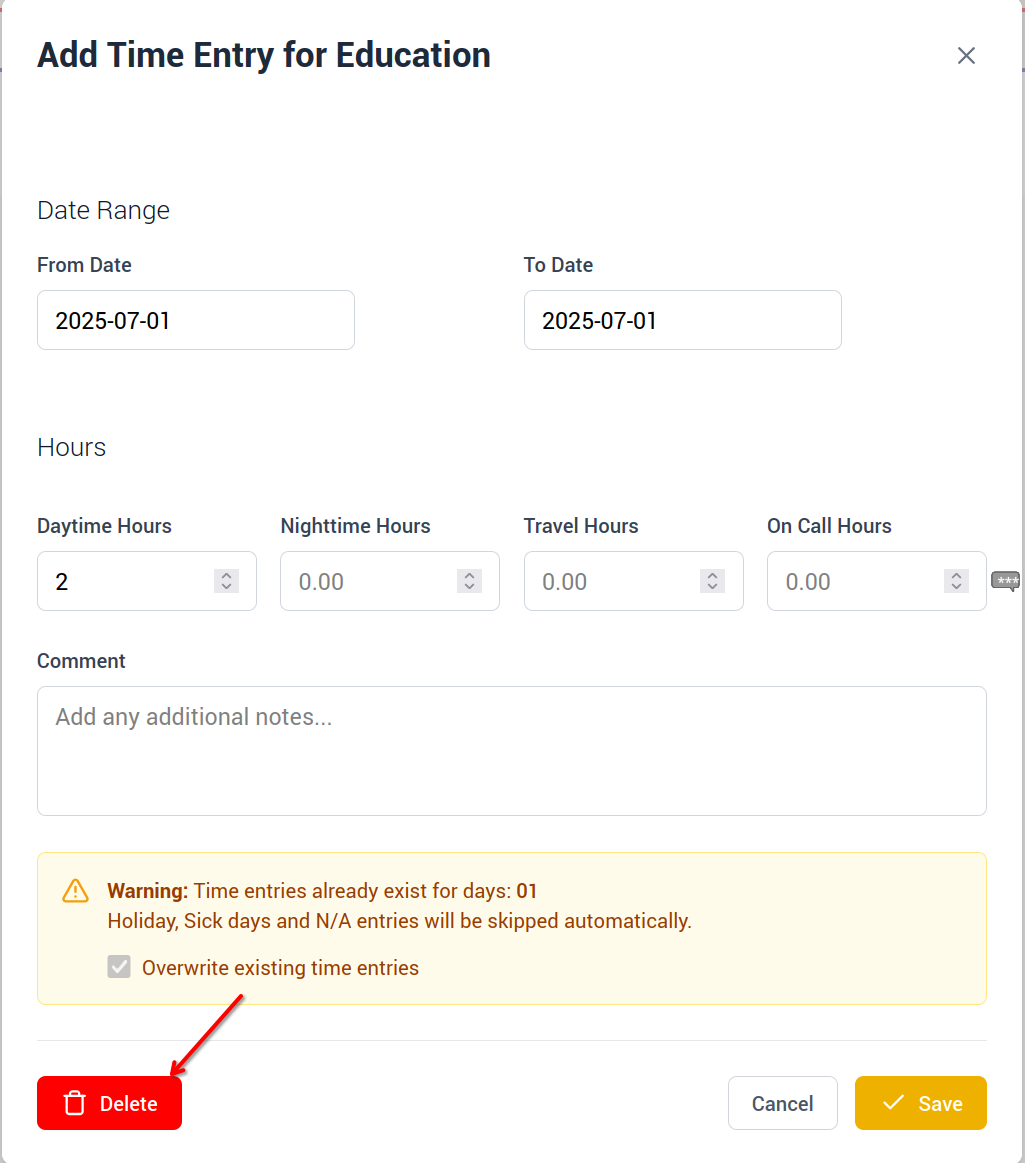 Add Time Entry for Education
Date Range
From Date To Date
2025-07-01 2025-07-01
Hours
Daytime Hours Nighttime Hours Travel Hours On Call Hours
2 0.00 0.00 0.00 ***
Comment
Add any additional notes...
Warning: Time entries already exist for days: 01
Holiday, Sick days and N/A entries will be skipped automatically.
Overwrite existing time entries
Delete Cancel Save